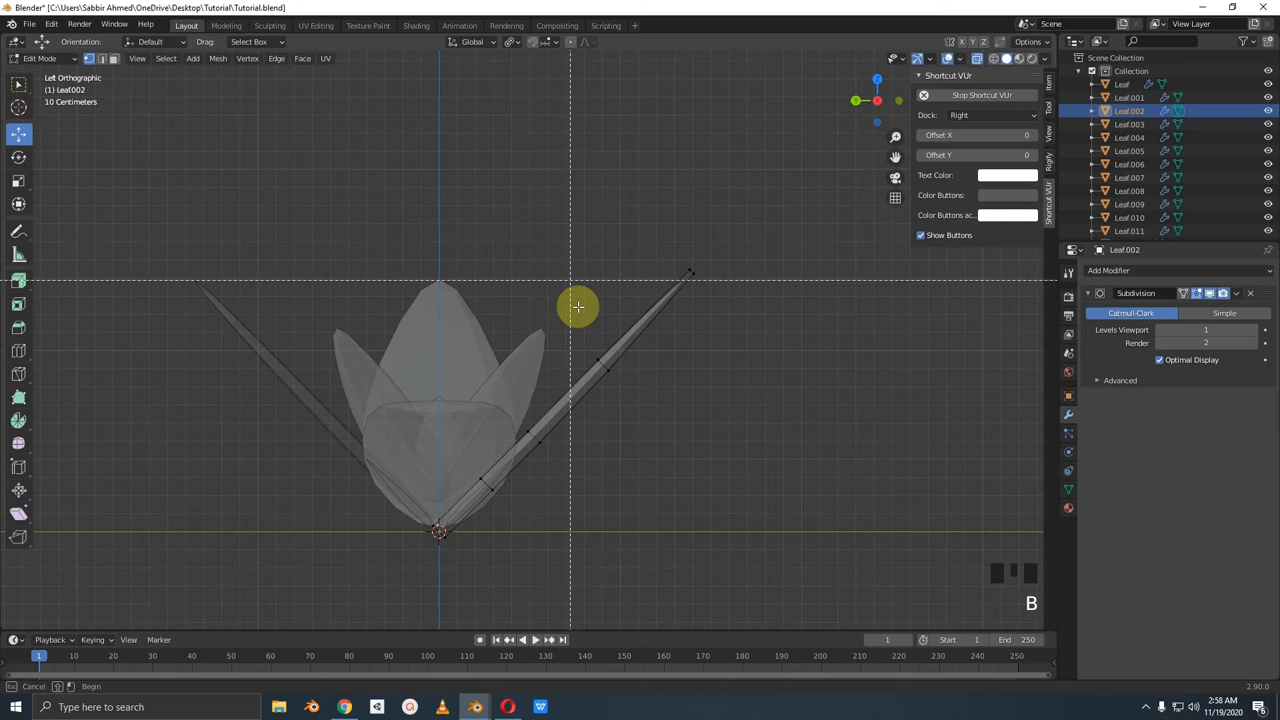 Blender* [C:\Users\Sabbir Ahmed\OneDrive\Desktop\Tutorial\Tutorial.blend]
File Edit Render Window Help Layout Modeling Sculpting UV Editing Texture Paint Shading Animation Rendering Compositing Scripting + Scene View Layer
Orientation: Default Drag: Select Box Global X Y Z Options
Edit Mode View Select Add Mesh Vertex Edge Face UV
Left Orthographic
(1) Leaf.002
10 Centimeters
Z
Y
X
Shortcut VUr
Stop Shortcut VUr
Dock: Right
Offset X 0
Offset Y 0
Text Color:
Color Buttons:
Color Buttons ac..
Show Buttons
Item
Tool
View
Rigify
Shortcut VUr
Scene Collection
Collection
Leaf
Leaf.001
Leaf.002
Leaf.003
Leaf.004
Leaf.005
Leaf.006
Leaf.007
Leaf.008
Leaf.009
Leaf.010
Leaf.011
Leaf.002
Add Modifier
Subdivision
Catmull-Clark Simple
Levels Viewport 1
Render 2
Optimal Display
Advanced
B
Playback Keying View Marker 1 Start 1 End 250
1 10 20 30 40 50 60 70 80 90 100 110 120 130 140 150 160 170 180 190 200 210 220 230 240 250
Cancel Begin 2.90.0
Type here to search
2:58 AM
11/19/2020
6